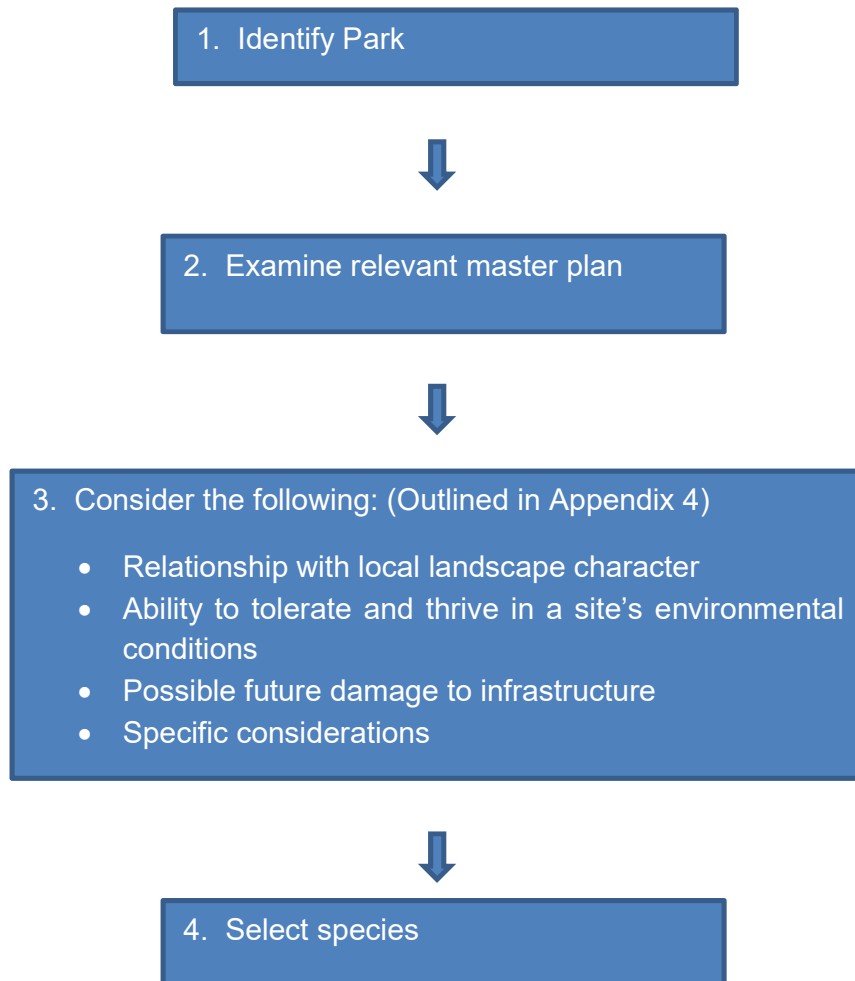 1. Identify Park
2. Examine relevant master plan
3. Consider the following: (Outlined in Appendix 4)
• Relationship with local landscape character
• Ability to tolerate and thrive in a site’s environmental
conditions
• Possible future damage to infrastructure
• Specific considerations
4. Select species